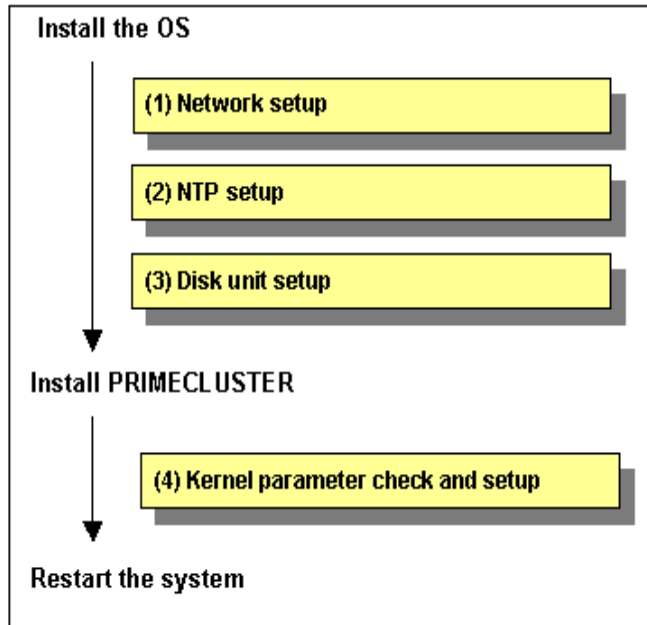 Install the OS
(1) Network setup
(2) NTP setup
(3) Disk unit setup
Install PRIMECLUSTER
(4) Kernel parameter check and setup
Restart the system